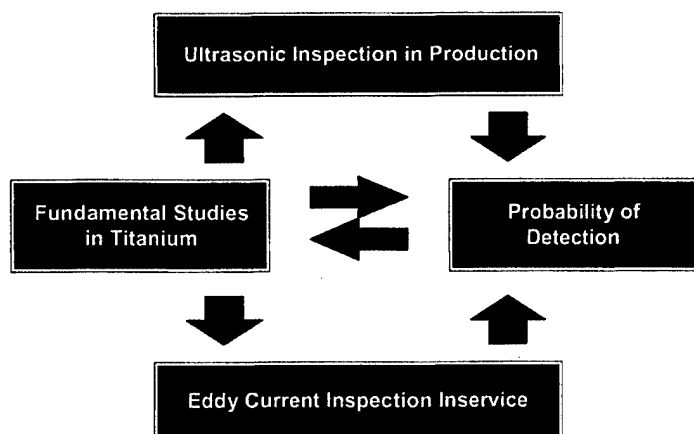 Ultrasonic Inspection in Production
Fundamental Studies
in Titanium
Probability of
Detection
Eddy Current Inspection Inservice